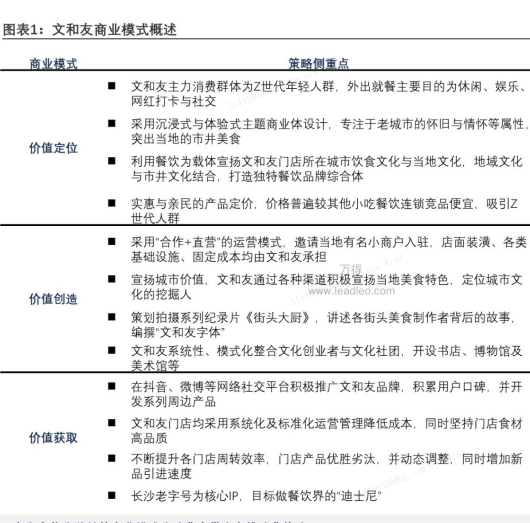 图表1：文和友商业模式概述
商业模式
策略侧重点
价值定位
■ 文和友主力消费群体为Z世代年轻人群，外出就餐主要目的为休闲、娱乐、
网红打卡与社交
■ 采用沉浸式与体验式主题商业体设计，专注于老城市的怀旧与情怀等属性，
突出当地的市井美食
■ 利用餐饮为载体宣扬文和友门店所在城市饮食文化与当地文化，地域文化
与市井文化结合，打造独特餐饮品牌综合体
■ 实惠与亲民的产品定价，价格普遍较其他小吃餐饮连锁竞品便宜，吸引Z
世代人群
价值创造
■ 采用“合作+直营”的运营模式，邀请当地有名小商户入驻，店面装潢、各类
基础设施、固定成本均由文和友承担
■ 宣扬城市价值，文和友通过各种渠道积极宣扬当地美食特色，定位城市文
化的挖掘人
■ 策划拍摄系列纪录片《街头大厨》，讲述各街头美食制作者背后的故事，
编撰“文和友字体”
■ 文和友系统性、模式化整合文化创业者与文化社团，开设书店、博物馆及
美术馆等
万得
www.leadleo.com
价值获取
■ 在抖音、微博等网络社交平台积极推广文和友品牌，积累用户口碑，并开
发系列周边产品
■ 文和友门店均采用系统化及标准化运营管理降低成本，同时坚持门店食材
高品质
■ 不断提升各门店周转效率，门店产品优胜劣汰，并动态调整，同时增加新
品引进速度
■ 长沙老字号为核心IP，目标做餐饮界的“迪士尼”